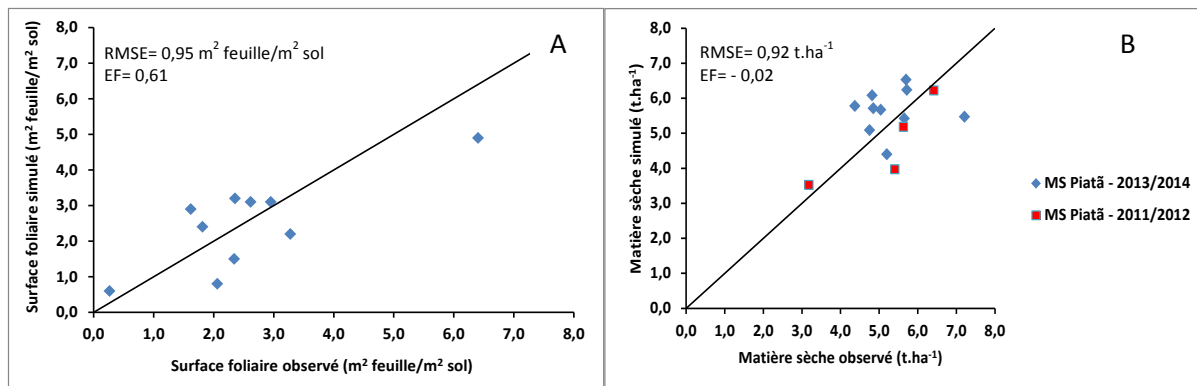 A
RMSE= 0,95 m² feuille/m² sol
EF= 0,61
Surface foliaire simulé (m² feuille/m² sol)
8,0
7,0
6,0
5,0
4,0
3,0
2,0
1,0
0,0
0,0 1,0 2,0 3,0 4,0 5,0 6,0 7,0 8,0
Surface foliaire observé (m² feuille/m² sol)
B
RMSE= 0,92 t.ha⁻¹
EF= - 0,02
Matière sèche simulé (t.ha⁻¹)
8,0
7,0
6,0
5,0
4,0
3,0
2,0
1,0
0,0
0,0 1,0 2,0 3,0 4,0 5,0 6,0 7,0 8,0
Matière sèche observé (t.ha⁻¹)
MS Piatã - 2013/2014
MS Piatã - 2011/2012